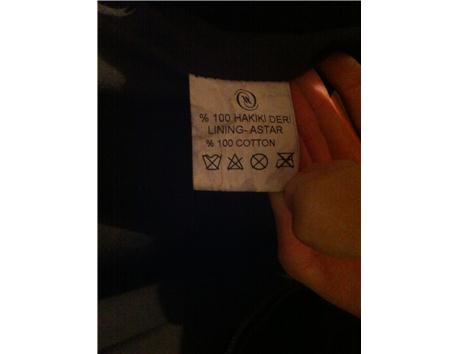 % 100 HAKIKI DERI
LINING-ASTAR
% 100 COTTON